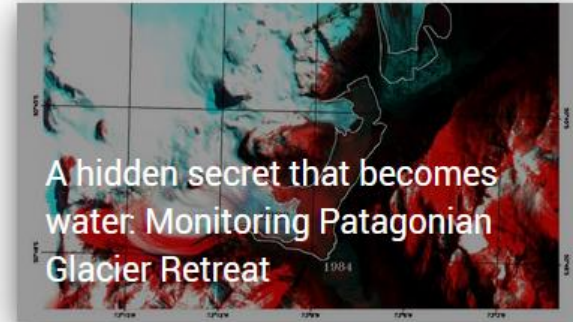 A hidden secret that becomes
water: Monitoring Patagonian
Glacier Retreat
1984